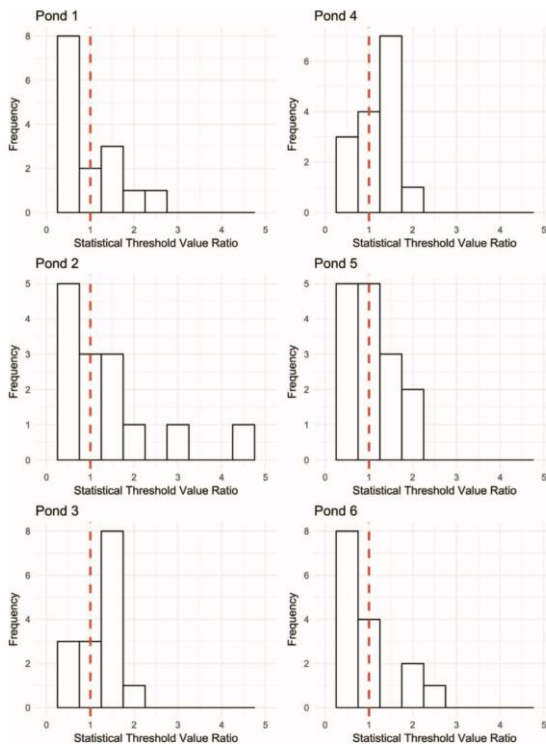 Pond 1
8
6
4
2
0
Frequency
0 1 2 3 4 5
Statistical Threshold Value Ratio
Pond 4
6
4
2
0
Frequency
0 1 2 3 4 5
Statistical Threshold Value Ratio
Pond 2
5
4
3
2
1
0
Frequency
0 1 2 3 4 5
Statistical Threshold Value Ratio
Pond 5
5
4
3
2
1
0
Frequency
0 1 2 3 4 5
Statistical Threshold Value Ratio
Pond 3
8
6
4
2
0
Frequency
0 1 2 3 4 5
Statistical Threshold Value Ratio
Pond 6
8
6
4
2
0
Frequency
0 1 2 3 4 5
Statistical Threshold Value Ratio